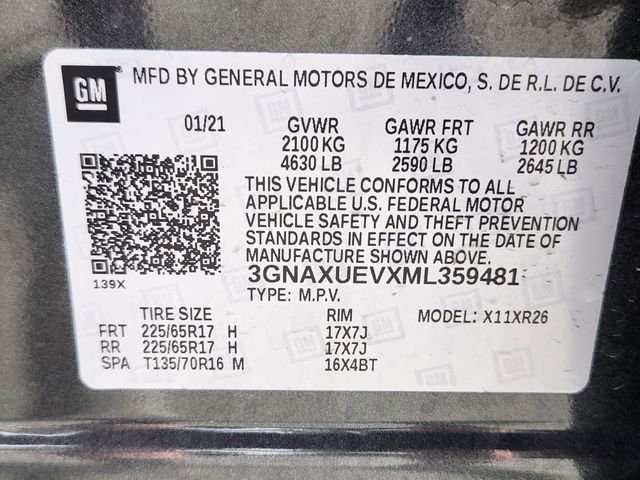 GM MFD BY GENERAL MOTORS DE MEXICO, S. DE R.L. DE C.V.
01/21 GVWR GAWR FRT GAWR RR
2100 KG 1175 KG 1200 KG
4630 LB 2590 LB 2645 LB
THIS VEHICLE CONFORMS TO ALL
APPLICABLE U.S. FEDERAL MOTOR
VEHICLE SAFETY AND THEFT PREVENTION
STANDARDS IN EFFECT ON THE DATE OF
MANUFACTURE SHOWN ABOVE.
3GNAXUEVXML359481
139X
TYPE: M.P.V.
TIRE SIZE RIM MODEL: X11XR26
FRT 225/65R17 H 17X7J
RR 225/65R17 H 17X7J
SPA T135/70R16 M 16X4BT